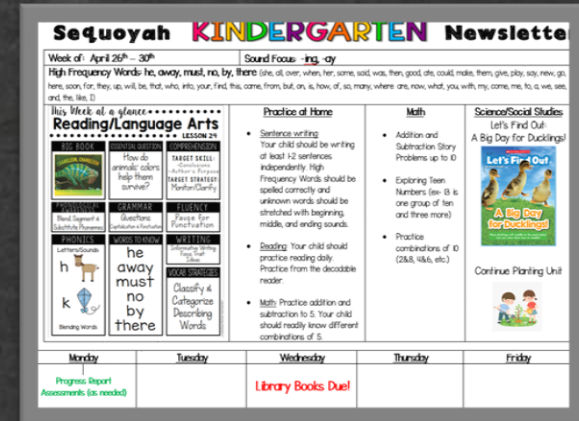 Sequoyah KINDERGARTEN Newslette
Week of: April 26th – 30th
Sound Focus: -ing, -ay
High Frequency Words: he, away, must, no, by, there (she, all, over, when, her, some, said, was, then, good, ate, could, make, them, give, play, say, new, go,
here, soon, for, they, up, will, be, that, who, into, your, find, this, came, from, but, on, is, how, of, so, many, where are, now, what, you, with, my, come, me, to, a, we, see,
and, the, like, I)
This Week at a glance
Reading/Language Arts
LESSON 24
BIG BOOK
ESSENTIAL QUESTION
How do
animals' colors
help them
survive?
COMPREHENSION
TARGET SKILL:
-Conclusions
-Author's Purpose
TARGET STRATEGY:
Monitor/Clarify
Blend, Segment &
Substitute Phonemes
GRAMMAR
Questions
Capitalization & Punctuation
FLUENCY
Pause for
Punctuation
PHONICS
Letters/Sounds
h
k
Blending Words
WORDS TO KNOW
he
away
must
no
by
there
WRITING
Informative Writing
Focus Trait:
Ideas
VOCAB STRATEGIES
Classify &
Categorize
Describing
Words
Practice at Home
• Sentence writing:
Your child should be writing
at least 1-2 sentences
independently. High
Frequency Words should be
spelled correctly and
unknown words should be
stretched with beginning,
middle, and ending sounds.
• Reading: Your child should
practice reading daily.
Practice from the decodable
reader.
• Math: Practice addition and
subtraction to 5. Your child
should readily know different
combinations of 5.
Math
• Addition and
Subtraction Story
Problems up to 10
• Exploring Teen
Numbers (ex- 13 is
one group of ten
and three more)
• Practice
combinations of 10
(2&8, 4&6, etc.)
Science/Social Studies
Let's Find Out:
A Big Day for Ducklings!
Let's Find Out
A Big Day
for Ducklings!
Continue Planting Unit
Monday
Tuesday
Wednesday
Thursday
Friday
Progress Report
Assessments (as needed)
Library Books Due!